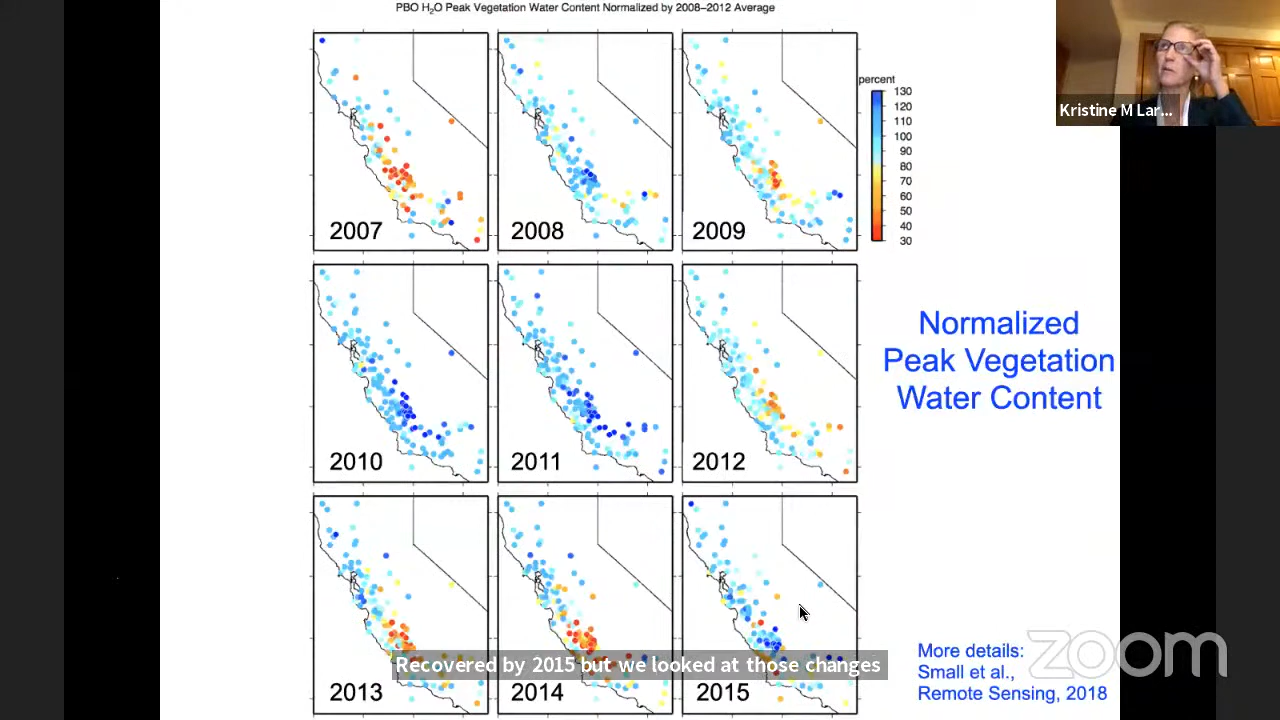 PBO H₂O Peak Vegetation Water Content Normalized by 2008–2012 Average
Kristine M Lar...
percent
130
120
110
100
90
80
70
60
50
40
30
2007
2008
2009
Normalized
Peak Vegetation
Water Content
2010
2011
2012
2013
2014
2015
Recovered by 2015 but we looked at those changes
More details:
Small et al.,
Remote Sensing, 2018
zoom